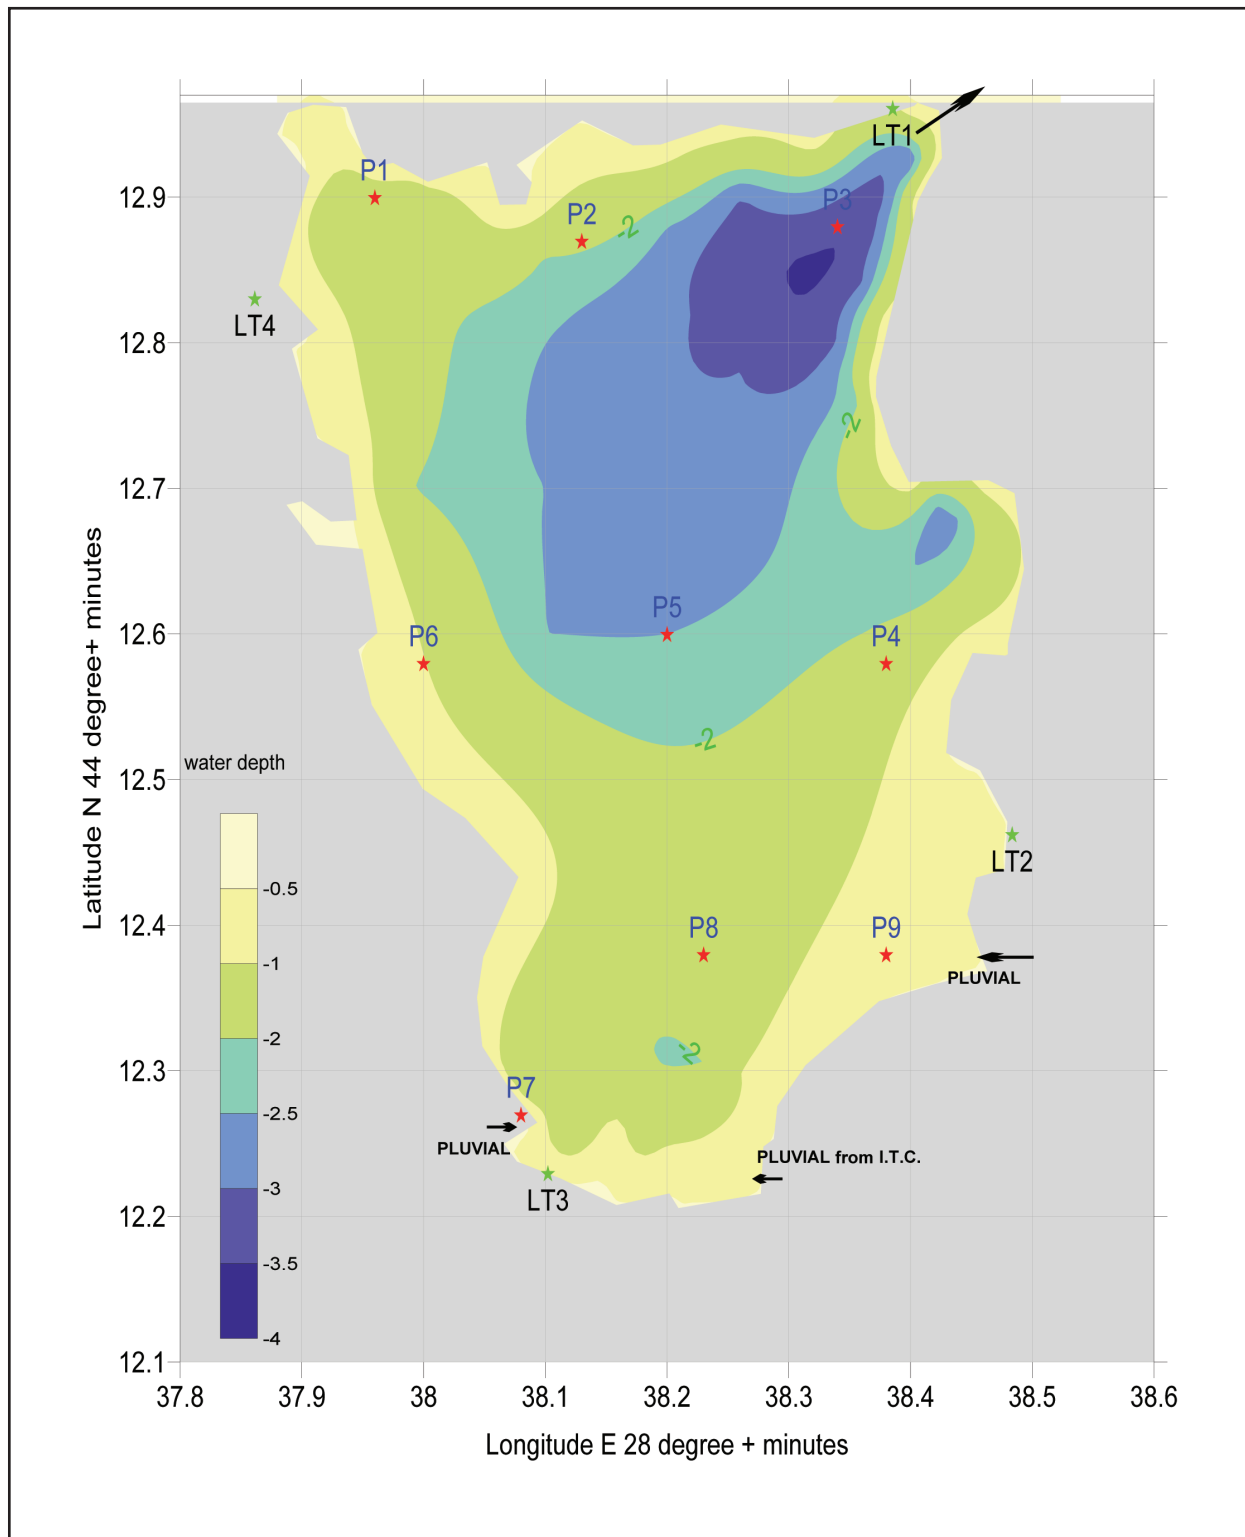 LT1
P1
12.9
P3
P2
-2
LT4
12.8
-2
12.7
Latitude N 44 degree+ minutes
P5
12.6
P6
P4
-2
water depth
12.5
LT2
-0.5
12.4
P8
P9
-1
PLUVIAL
-2
12.3
-2
P7
-2.5
PLUVIAL
PLUVIAL from I.T.C.
-3
LT3
12.2
-3.5
-4
12.1
37.8 37.9 38 38.1 38.2 38.3 38.4 38.5 38.6
Longitude E 28 degree + minutes